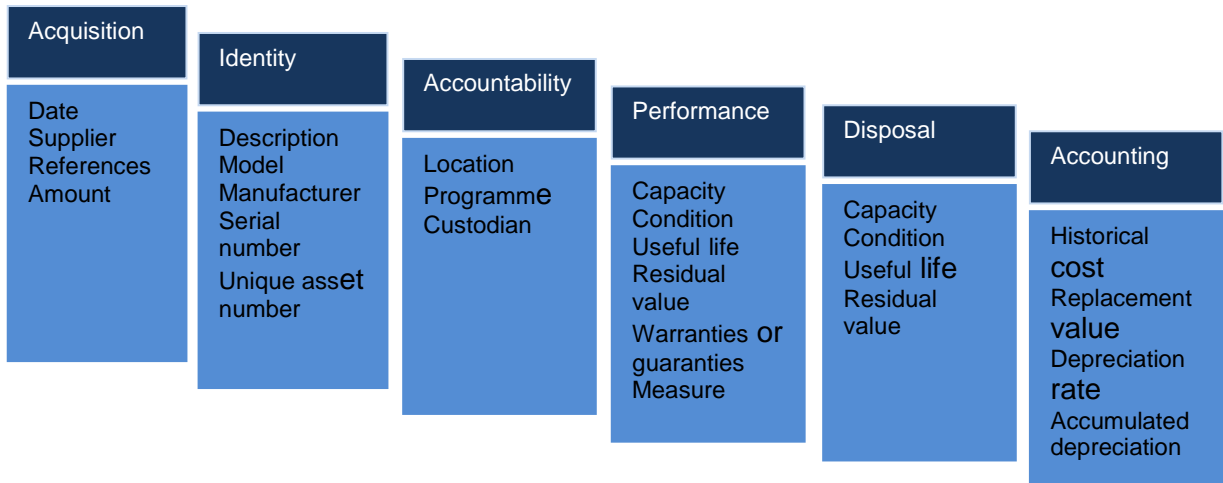 Acquisition
Date
Supplier
References
Amount
Identity
Description
Model
Manufacturer
Serial
number
Unique asset
number
Accountability
Location
Programme
Custodian
Performance
Capacity
Condition
Useful life
Residual
value
Warranties or
guaranties
Measure
Disposal
Capacity
Condition
Useful life
Residual
value
Accounting
Historical
cost
Replacement
value
Depreciation
rate
Accumulated
depreciation